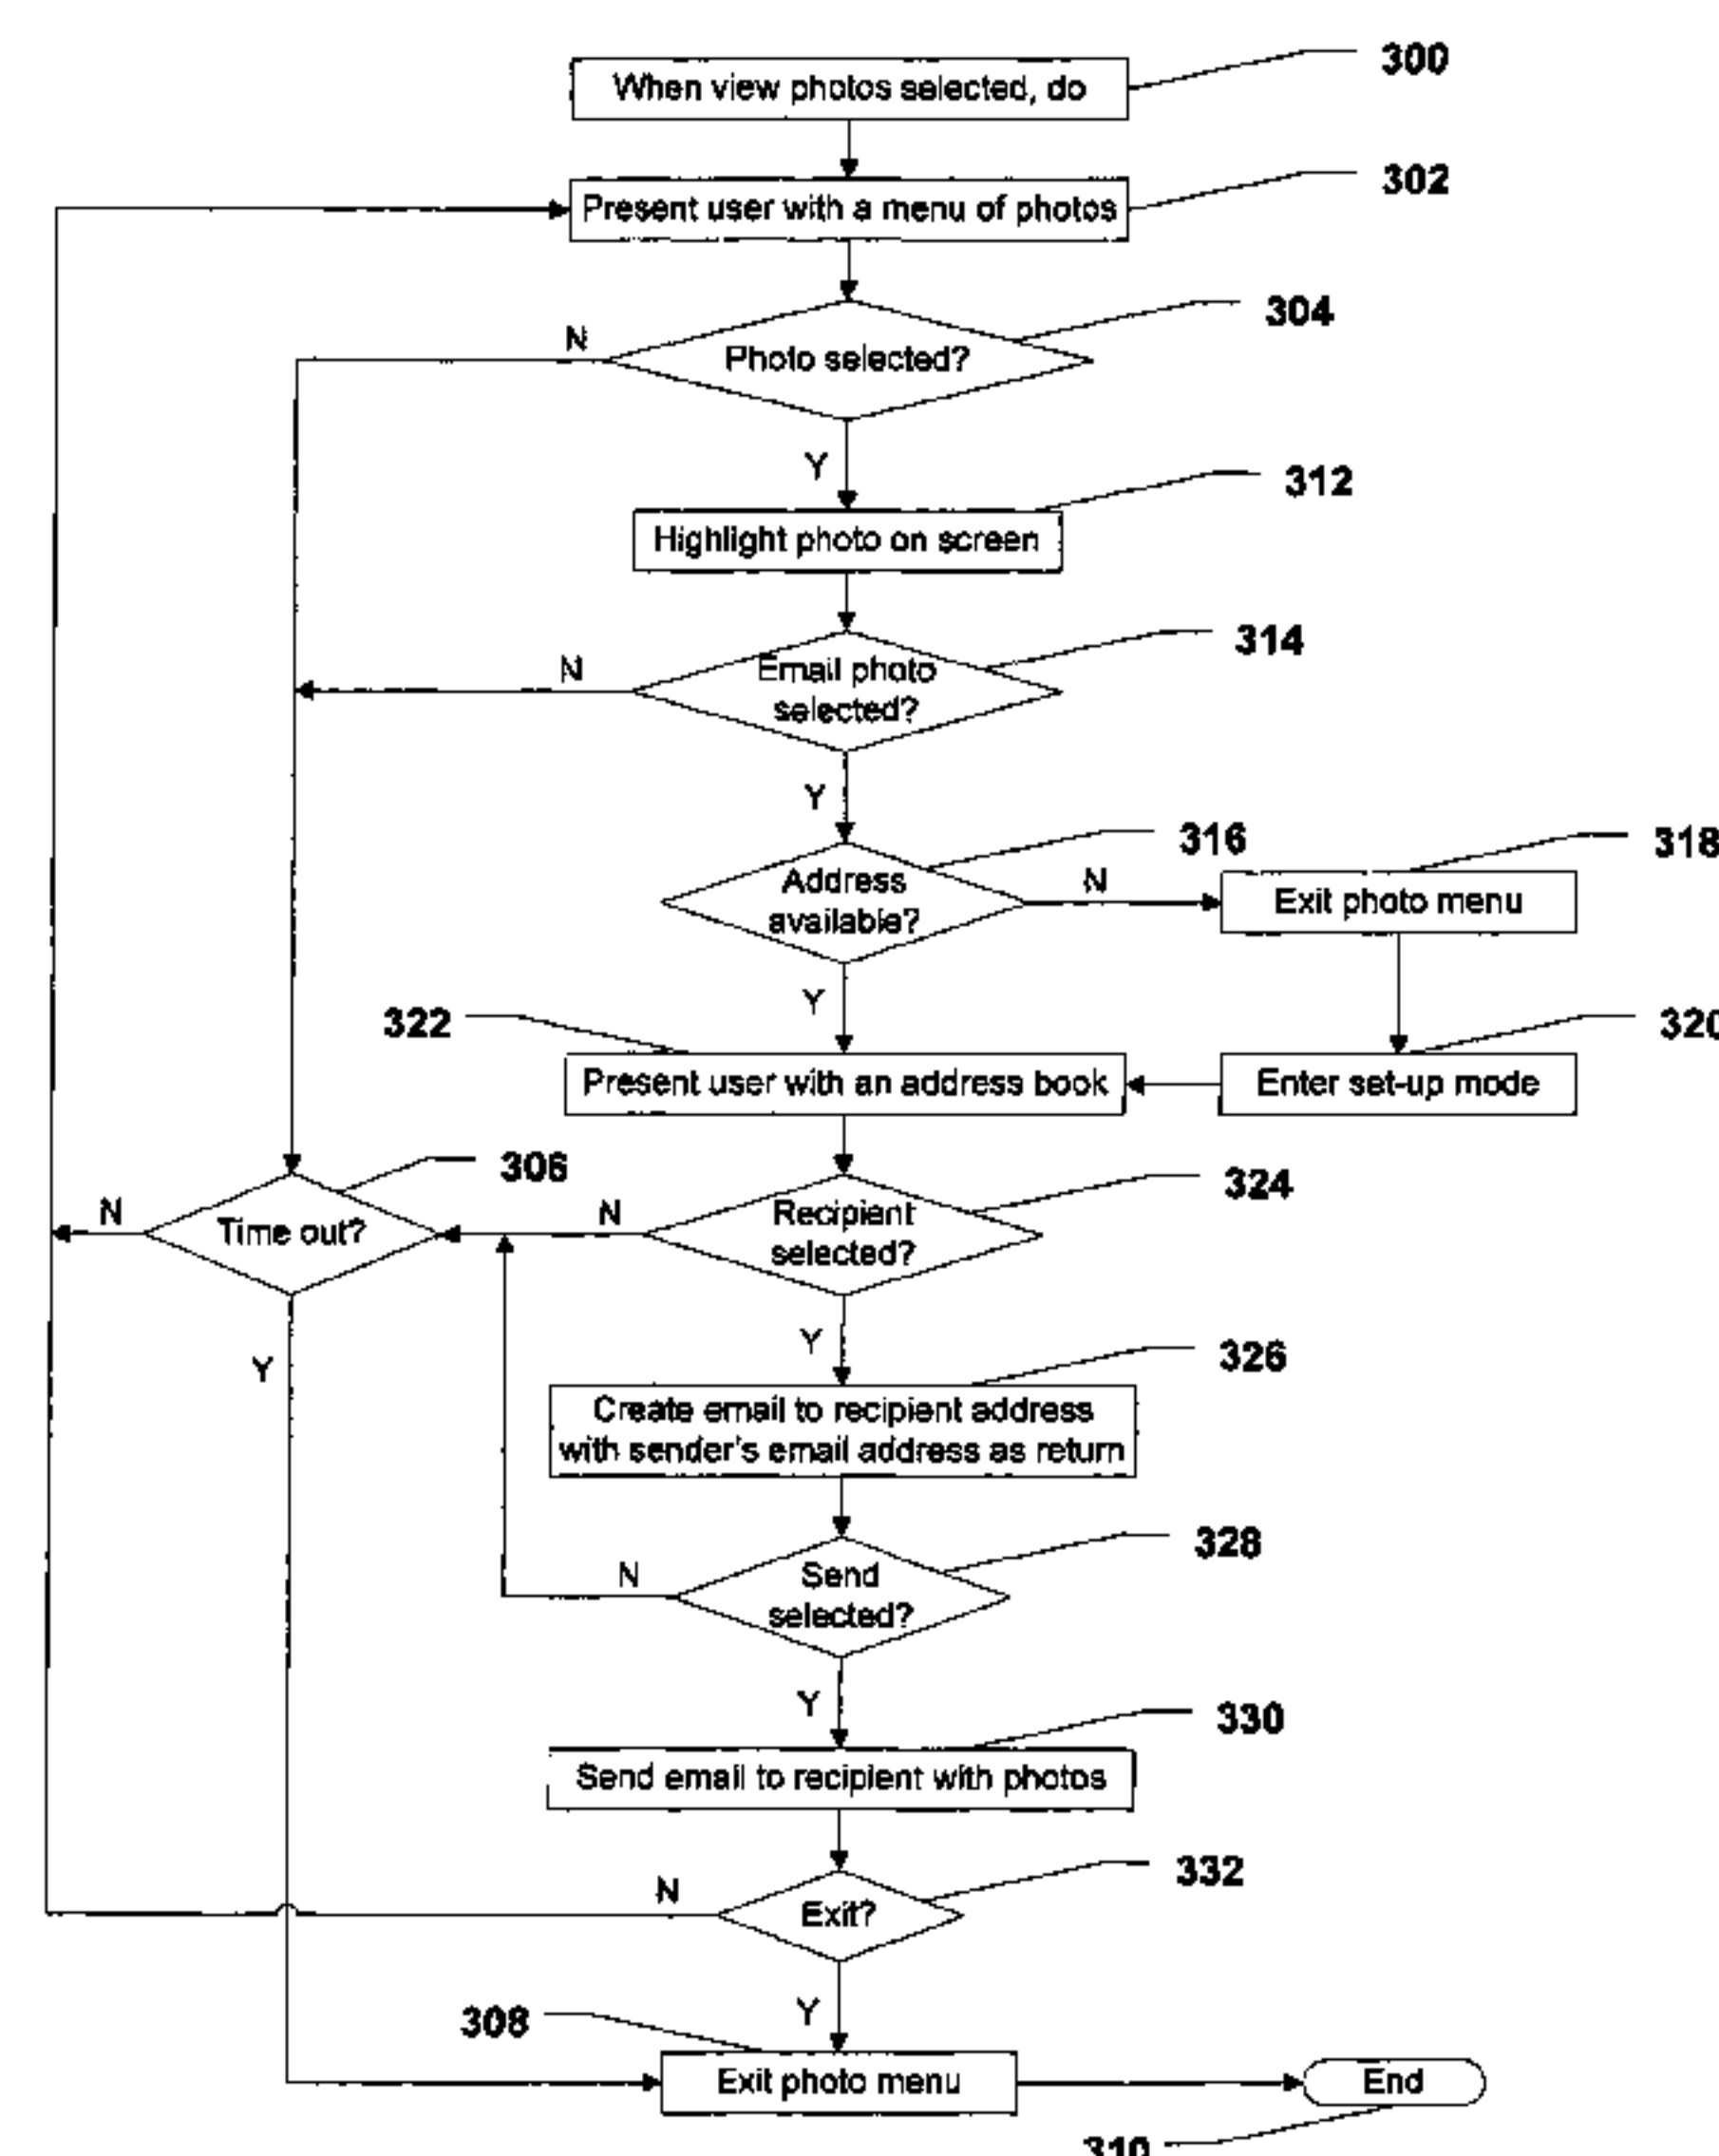 300
When view photos selected, do
302
Present user with a menu of photos
304
N
Photo selected?
Y
312
Highlight photo on screen
314
N
Email photo
selected?
Y
316
318
Address
available?
N
Exit photo menu
Y
322
320
Present user with an address book
Enter set-up mode
306
324
N
Time out?
N
Recipient
selected?
Y
Y
326
Create email to recipient address
with sender's email address as return
328
N
Send
selected?
Y
330
Send email to recipient with photos
332
N
Exit?
Y
308
Exit photo menu
End
310